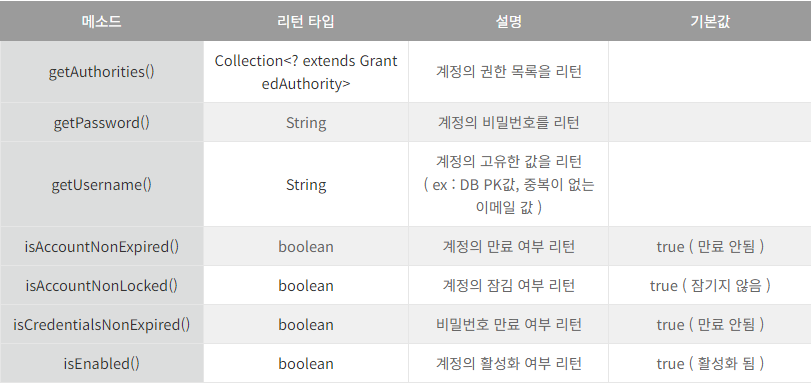 메소드 리턴 타입 설명 기본값
getAuthorities() Collection<? extends Grant 계정의 권한 목록을 리턴
edAuthority>
getPassword() String 계정의 비밀번호를 리턴
계정의 고유한 값을 리턴
getUsername() String ( ex : DB PK값, 중복이 없는
이메일 값 )
isAccountNonExpired() boolean 계정의 만료 여부 리턴 true ( 만료 안됨 )
isAccountNonLocked() boolean 계정의 잠김 여부 리턴 true ( 잠기지 않음 )
isCredentialsNonExpired() boolean 비밀번호 만료 여부 리턴 true ( 만료 안됨 )
isEnabled() boolean 계정의 활성화 여부 리턴 true ( 활성화 됨 )